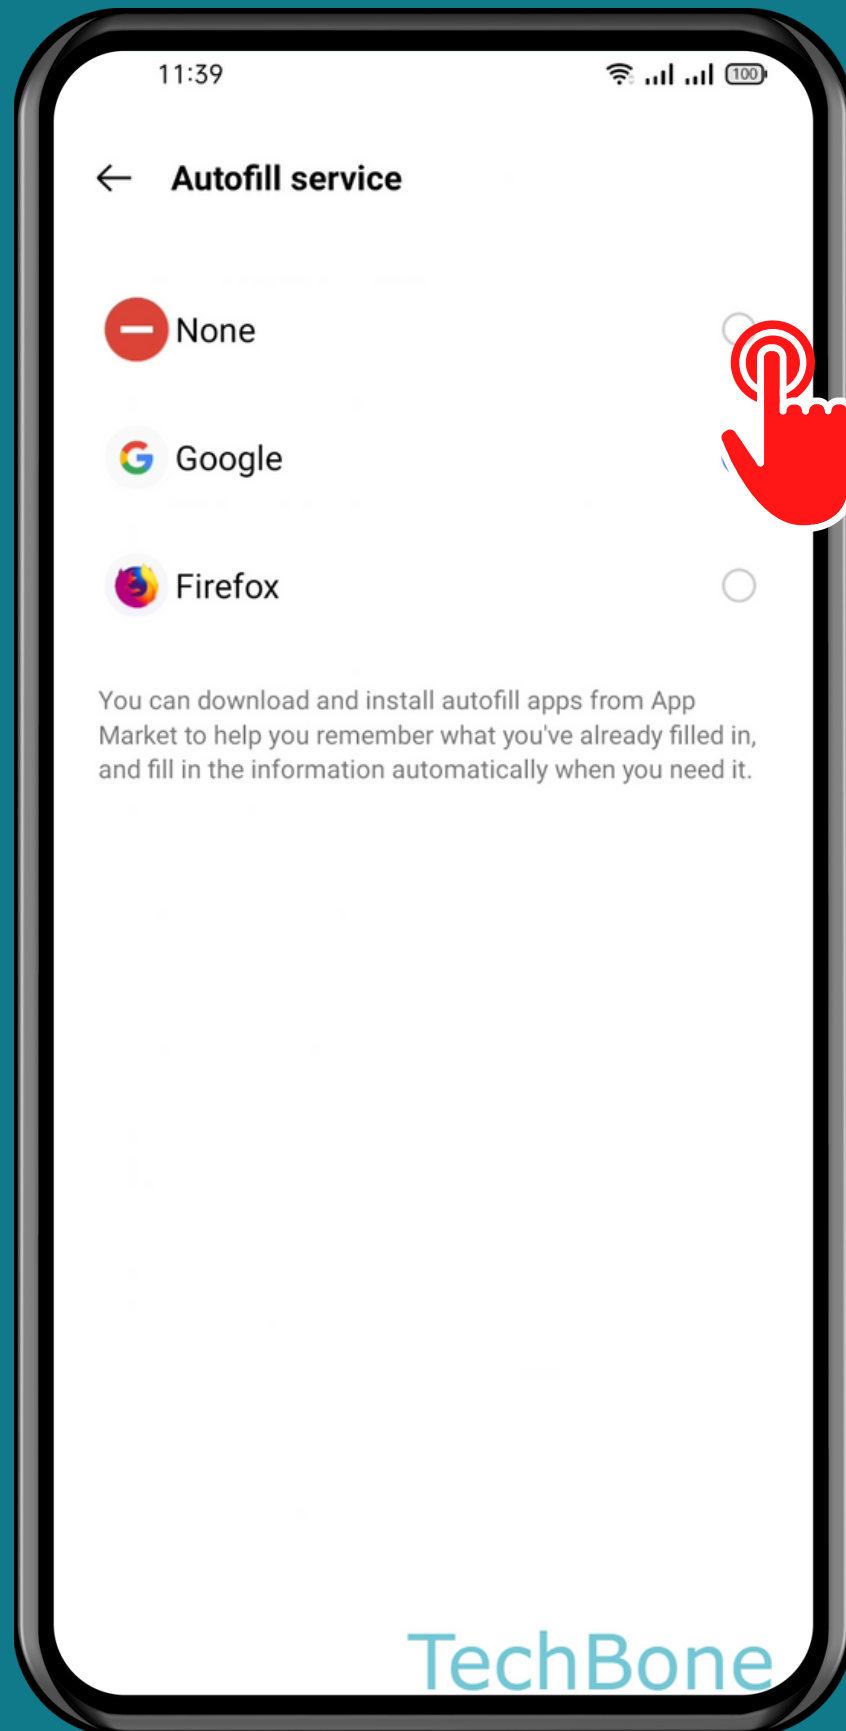 11:39
100
Autofill service
None
Google
Firefox
You can download and install autofill apps from App
Market to help you remember what you've already filled in,
and fill in the information automatically when you need it.
TechBone